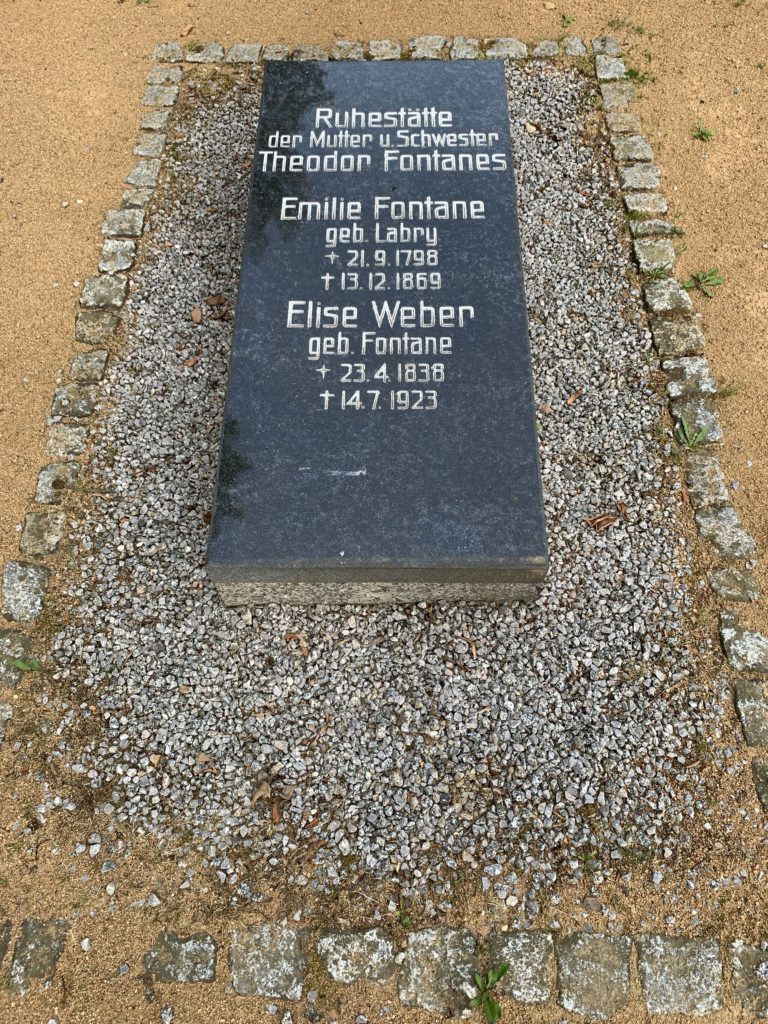 Ruhestätte
der Mutter u. Schwester
Theodor Fontanes
Emilie Fontane
geb. Labry
+ 21. 9. 1798
† 13. 12. 1869
Elise Weber
geb. Fontane
+ 23. 4. 1838
† 14. 7. 1923